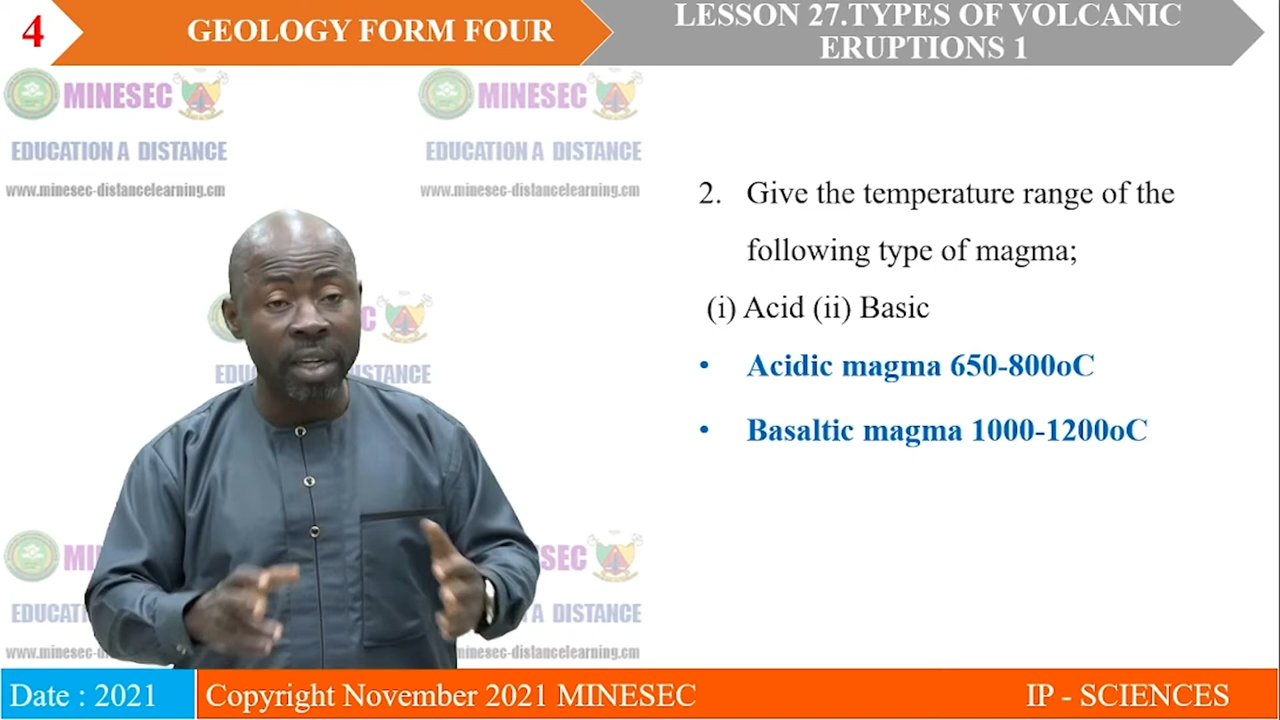 4
GEOLOGY FORM FOUR
LESSON 27.TYPES OF VOLCANIC
ERUPTIONS 1
MINESEC
MINESEC
EDUCATION A DISTANCE
EDUCATION A DISTANCE
www.minesec-distancelearning.cm
www.minesec-distancelearning.cm
2. Give the temperature range of the
following type of magma;
(i) Acid (ii) Basic
• Acidic magma 650-800oC
• Basaltic magma 1000-1200oC
Date : 2021
Copyright November 2021 MINESEC
IP - SCIENCES